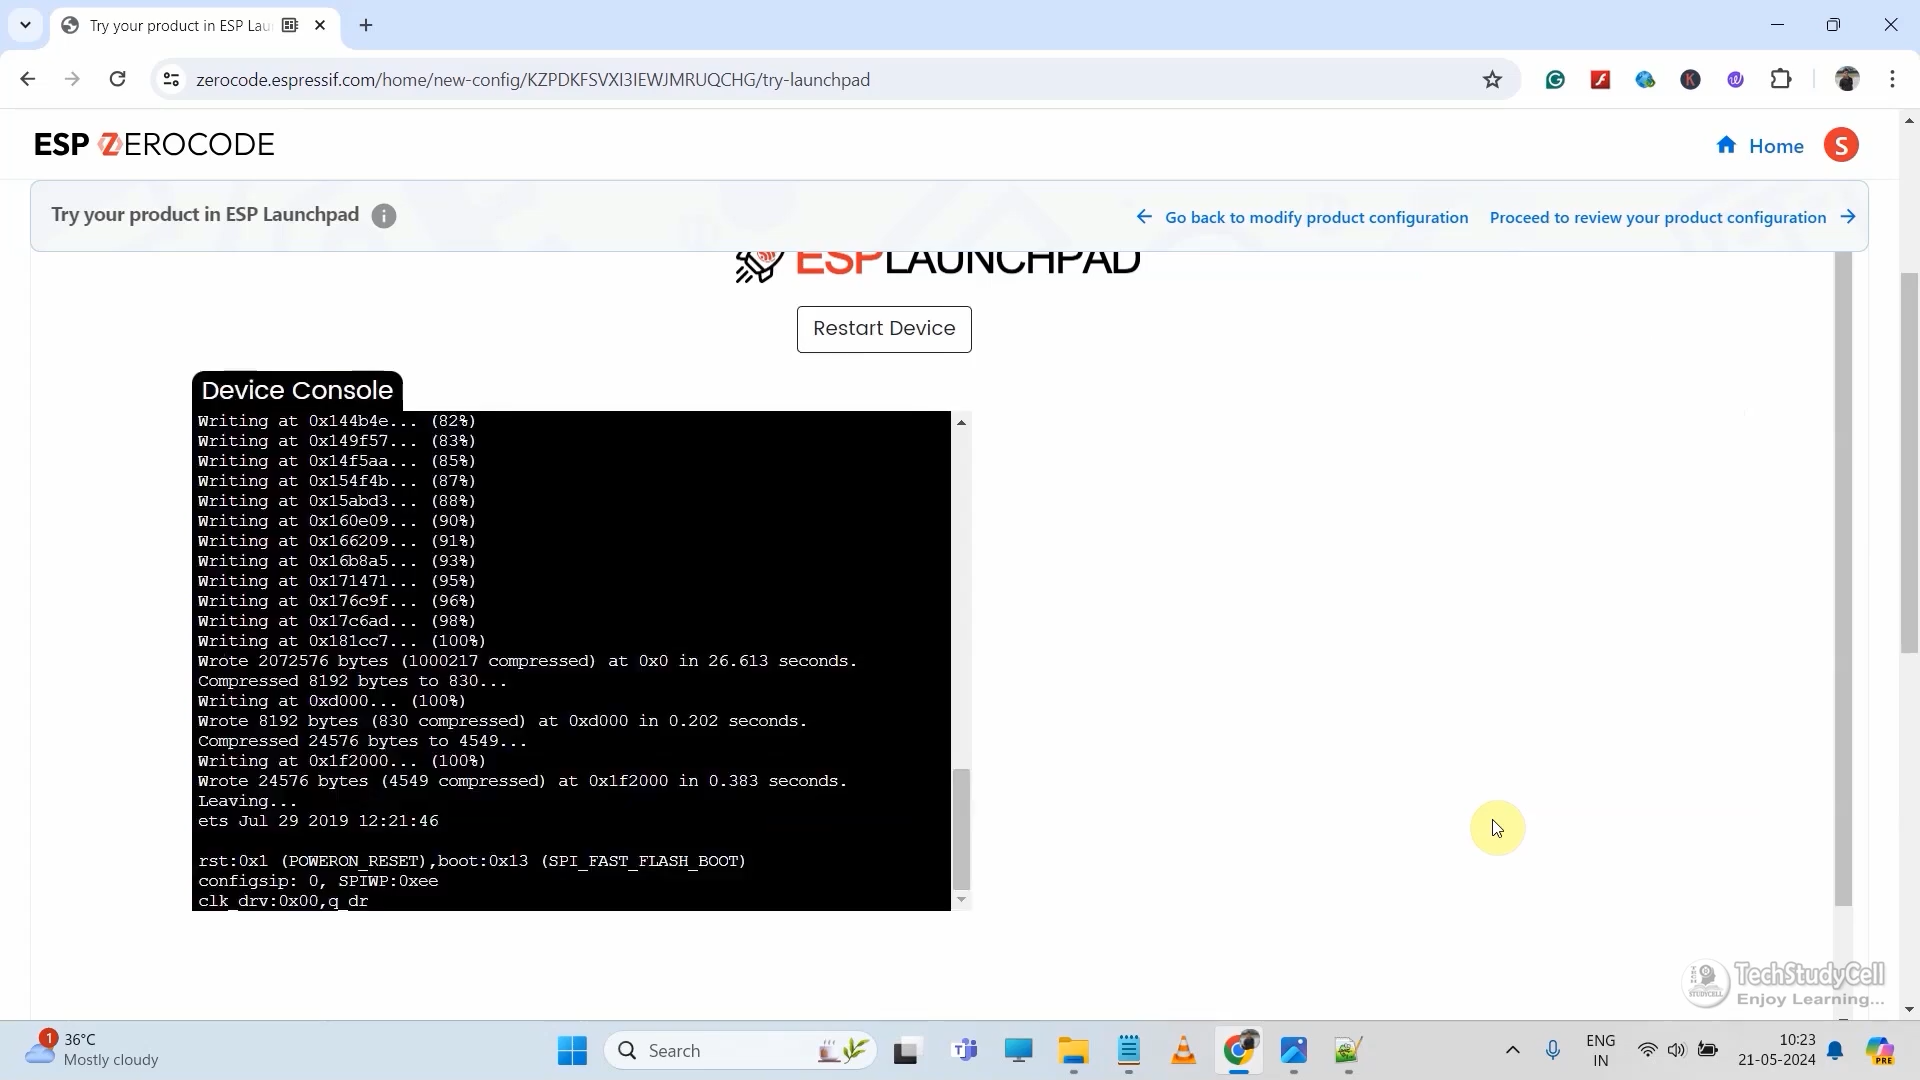 Try your product in ESP Lau
zerocode.espressif.com/home/new-config/KZPDKFSVXI3IEWJMRUQCHG/try-launchpad
ESP ZEROCODE
Home
S
Try your product in ESP Launchpad
Go back to modify product configuration
Proceed to review your product configuration
ESPLAUNCHPAD
Restart Device
Device Console
Writing at 0x144b4e... (82%)
Writing at 0x149f57... (83%)
Writing at 0x14f5aa... (85%)
Writing at 0x154f4b... (87%)
Writing at 0x15abd3... (88%)
Writing at 0x160e09... (90%)
Writing at 0x166209... (91%)
Writing at 0x16b8a5... (93%)
Writing at 0x171471... (95%)
Writing at 0x176c9f... (96%)
Writing at 0x17c6ad... (98%)
Writing at 0x181cc7... (100%)
Wrote 2072576 bytes (1000217 compressed) at 0x0 in 26.613 seconds.
Compressed 8192 bytes to 830...
Writing at 0xd000... (100%)
Wrote 8192 bytes (830 compressed) at 0xd000 in 0.202 seconds.
Compressed 24576 bytes to 4549...
Writing at 0x1f2000... (100%)
Wrote 24576 bytes (4549 compressed) at 0x1f2000 in 0.383 seconds.
Leaving...
ets Jul 29 2019 12:21:46
rst:0x1 (POWERON_RESET),boot:0x13 (SPI_FAST_FLASH_BOOT)
configsip: 0, SPIWP:0xee
clk_drv:0x00,q_dr
TechStudyCell
Enjoy Learning...
1
36°C
Mostly cloudy
Search
ENG
IN
10:23
21-05-2024
PRE